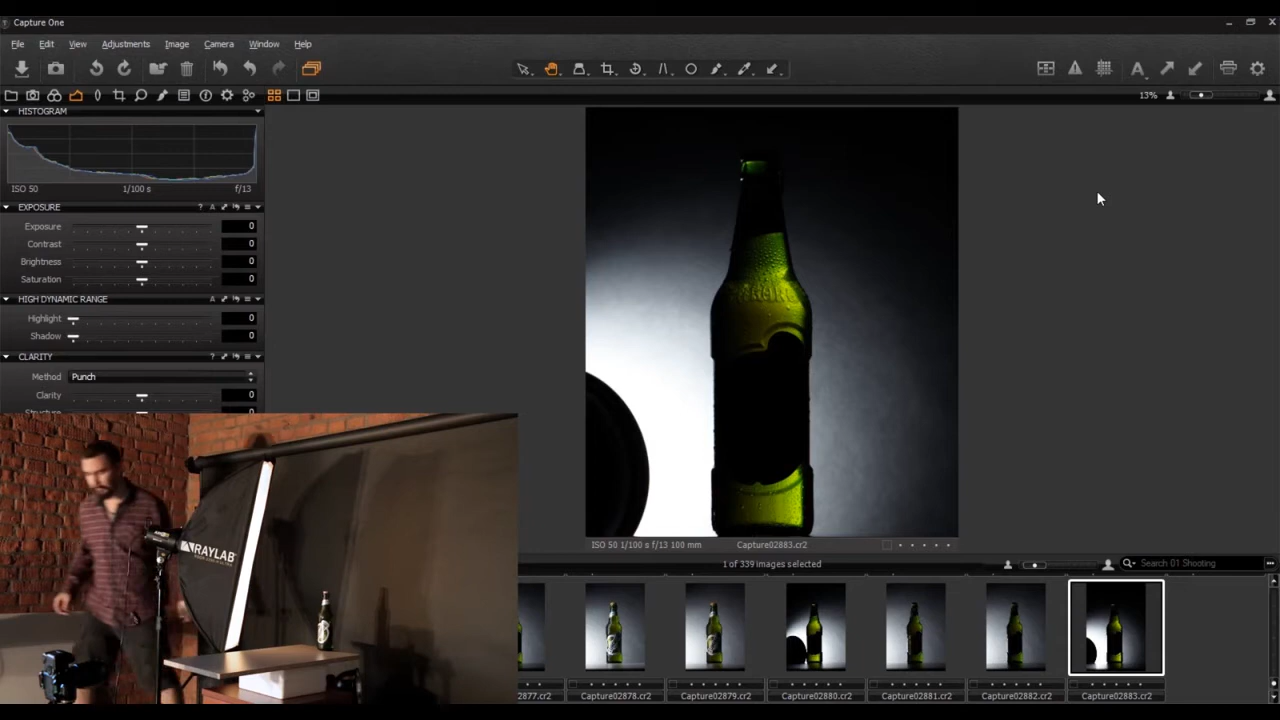 Capture One
File Edit View Adjustments Image Camera Window Help
13%
HISTOGRAM
ISO 50 1/100 s f/13
EXPOSURE
Exposure 0
Contrast 0
Brightness 0
Saturation 0
HIGH DYNAMIC RANGE
Highlight 0
Shadow 0
CLARITY
Method Punch
Clarity 0
RAYLAB
ISO 50 1/100 s f/13 100 mm Capture02883.cr2
1 of 339 images selected
Search 01 Shooting
2877.cr2 Capture02878.cr2 Capture02879.cr2 Capture02880.cr2 Capture02881.cr2 Capture02882.cr2 Capture02883.cr2